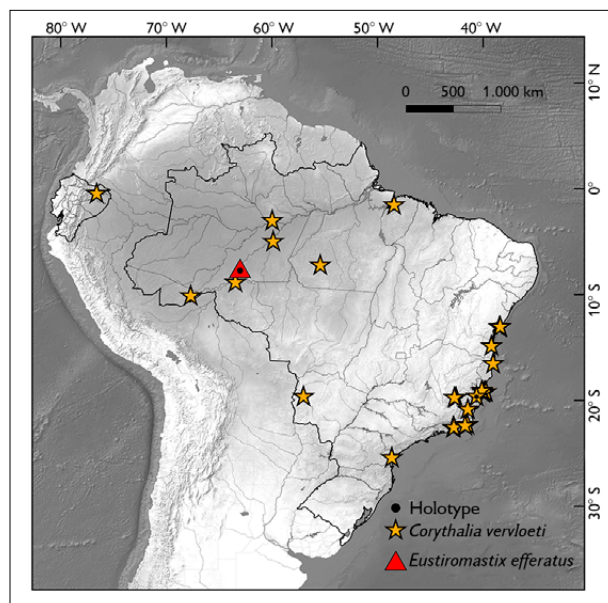 80° W 70° W 60° W 50° W 40° W
10°N
0 500 1.000 km
0°
10°S
20°S
30°S
Holotype
Corythalia vervloeti
Eustiromastix efferatus